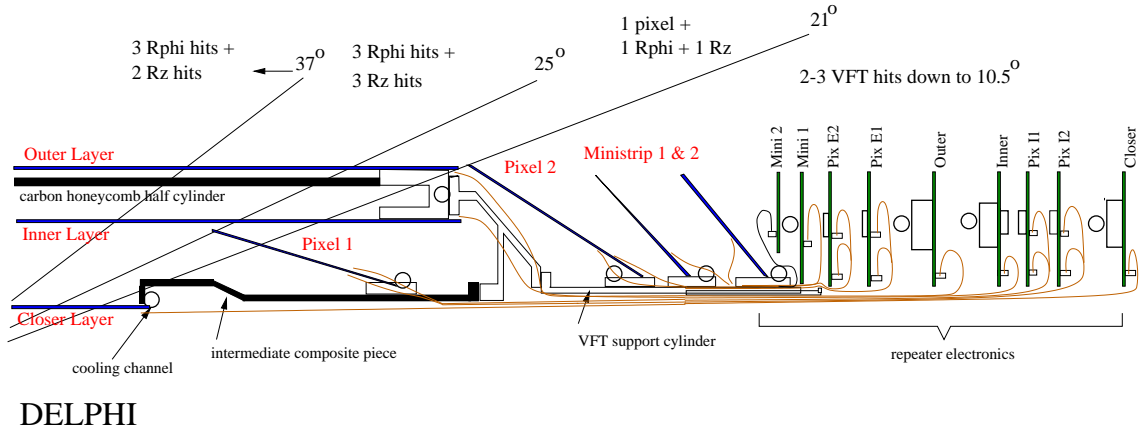 3 Rphi hits +
2 Rz hits
37°
3 Rphi hits +
3 Rz hits
25°
1 pixel +
1 Rphi + 1 Rz
21°
2-3 VFT hits down to 10.5°
Outer Layer
carbon honeycomb half cylinder
Inner Layer
Pixel 1
Closer Layer
Pixel 2
Ministrip 1 & 2
Mini 2
Mini 1
Pix E2
Pix E1
Outer
Inner
Pix I1
Pix I2
Closer
cooling channel
intermediate composite piece
VFT support cylinder
repeater electronics
DELPHI